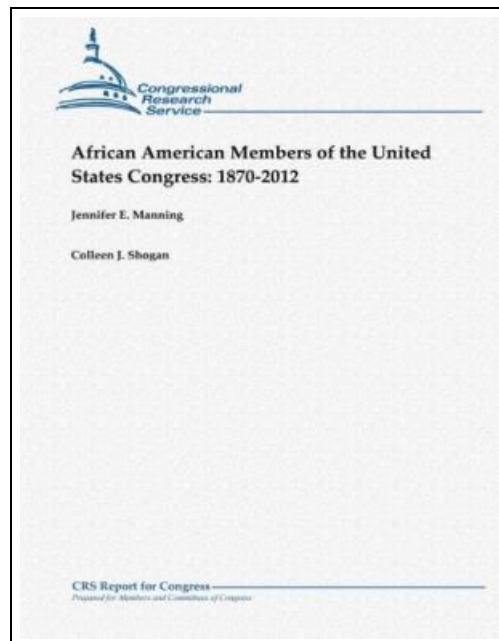 Congressional
Research
Service
African American Members of the United
States Congress: 1870-2012
Jennifer E. Manning
Colleen J. Shogan
CRS Report for Congress
Prepared for Members and Committees of Congress